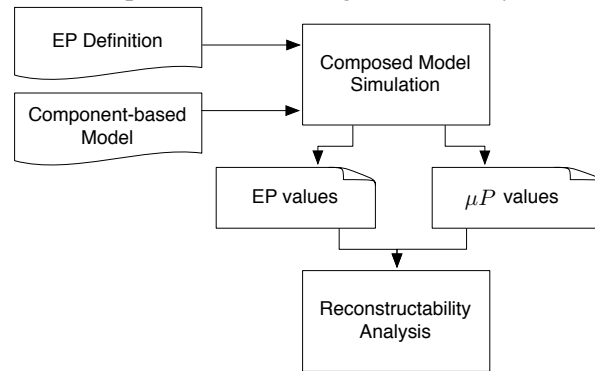 EP Definition
Component-based
Model
Composed Model
Simulation
EP values
μP values
Reconstructability
Analysis